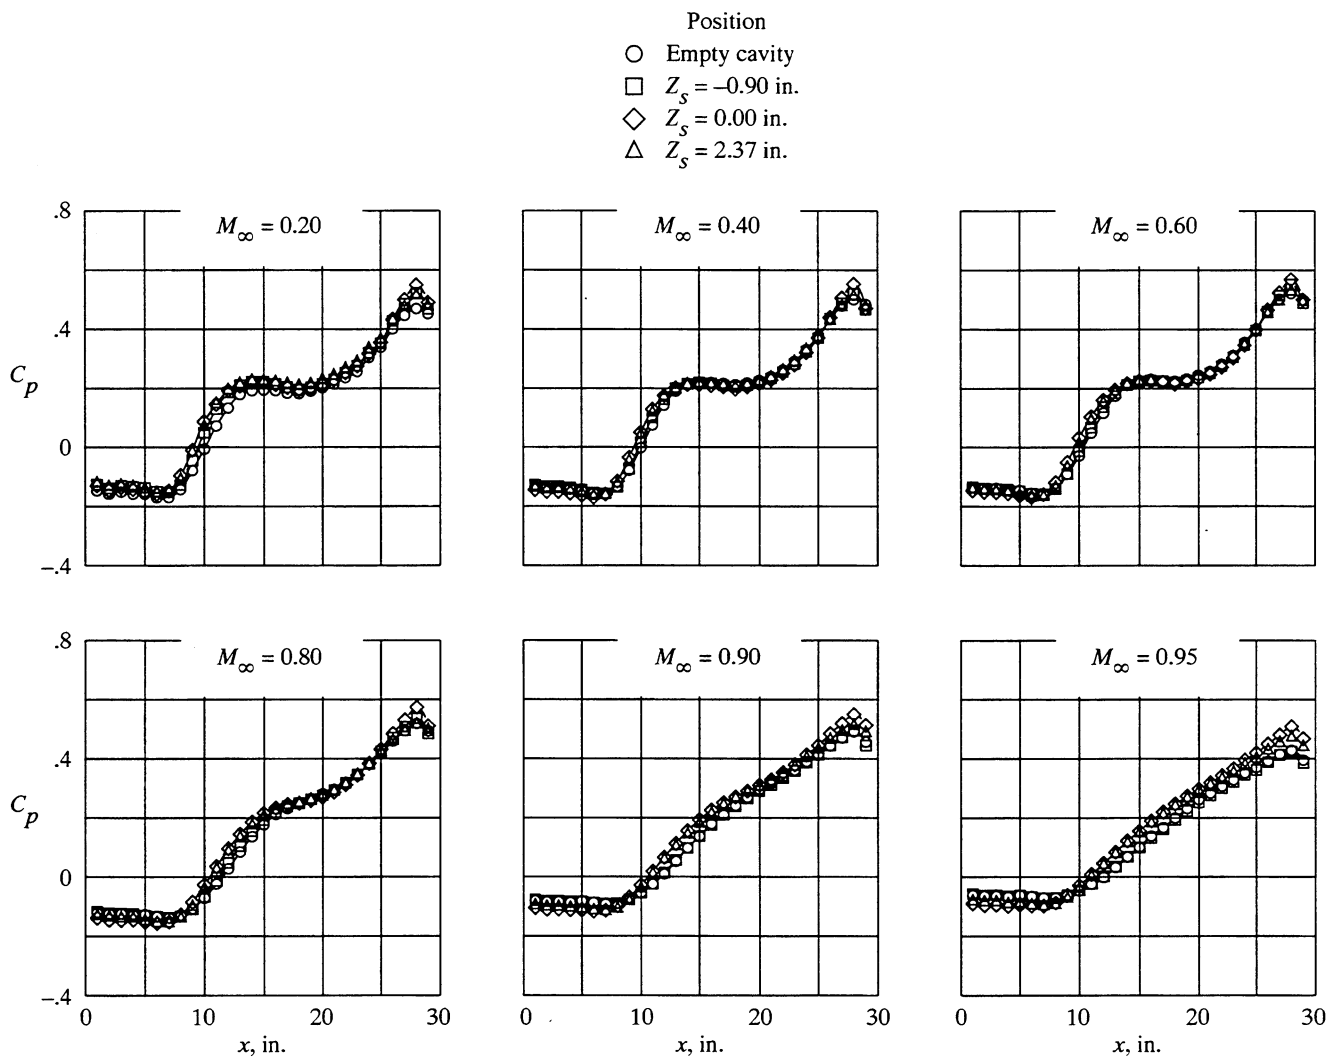 Position
Empty cavity
Z_s = –0.90 in.
Z_s = 0.00 in.
Z_s = 2.37 in.
M_∞ = 0.20
M_∞ = 0.40
M_∞ = 0.60
.8
.4
C_p
0
–.4
M_∞ = 0.80
M_∞ = 0.90
M_∞ = 0.95
.8
.4
C_p
0
–.4
0 10 20 30
0 10 20 30
0 10 20 30
x, in.
x, in.
x, in.